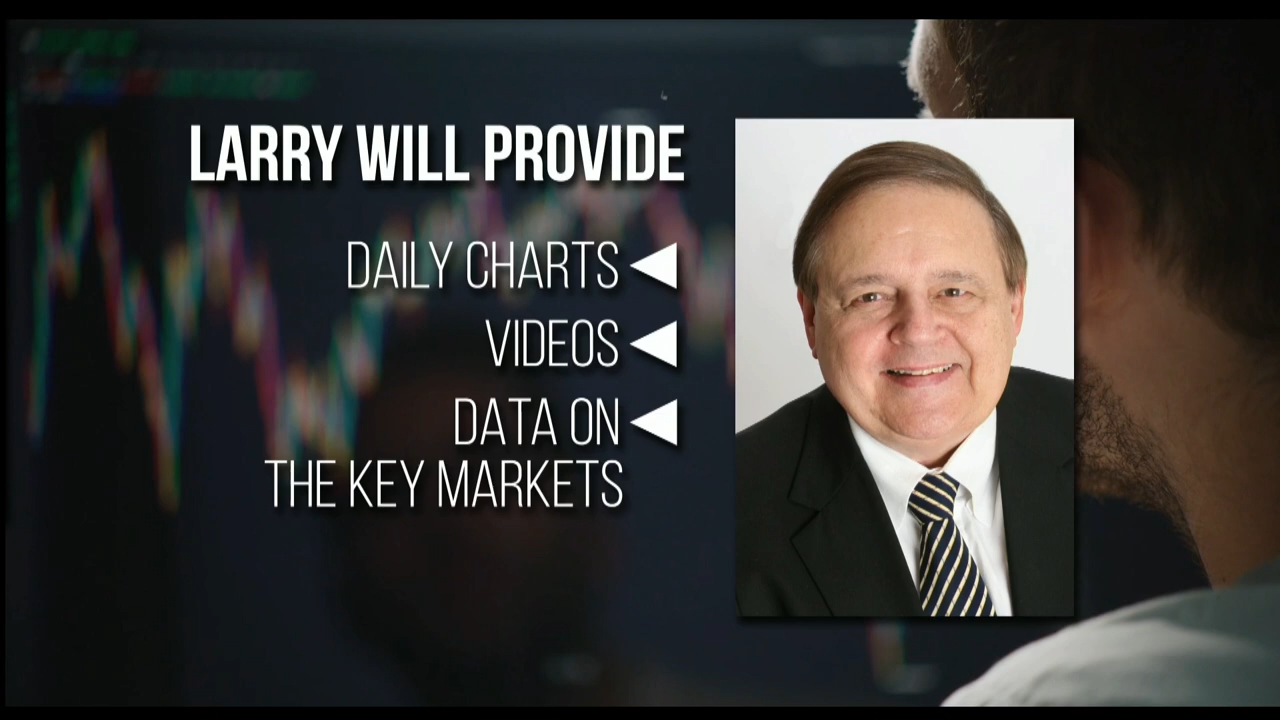 LARRY WILL PROVIDE
DAILY CHARTS
VIDEOS
DATA ON
THE KEY MARKETS